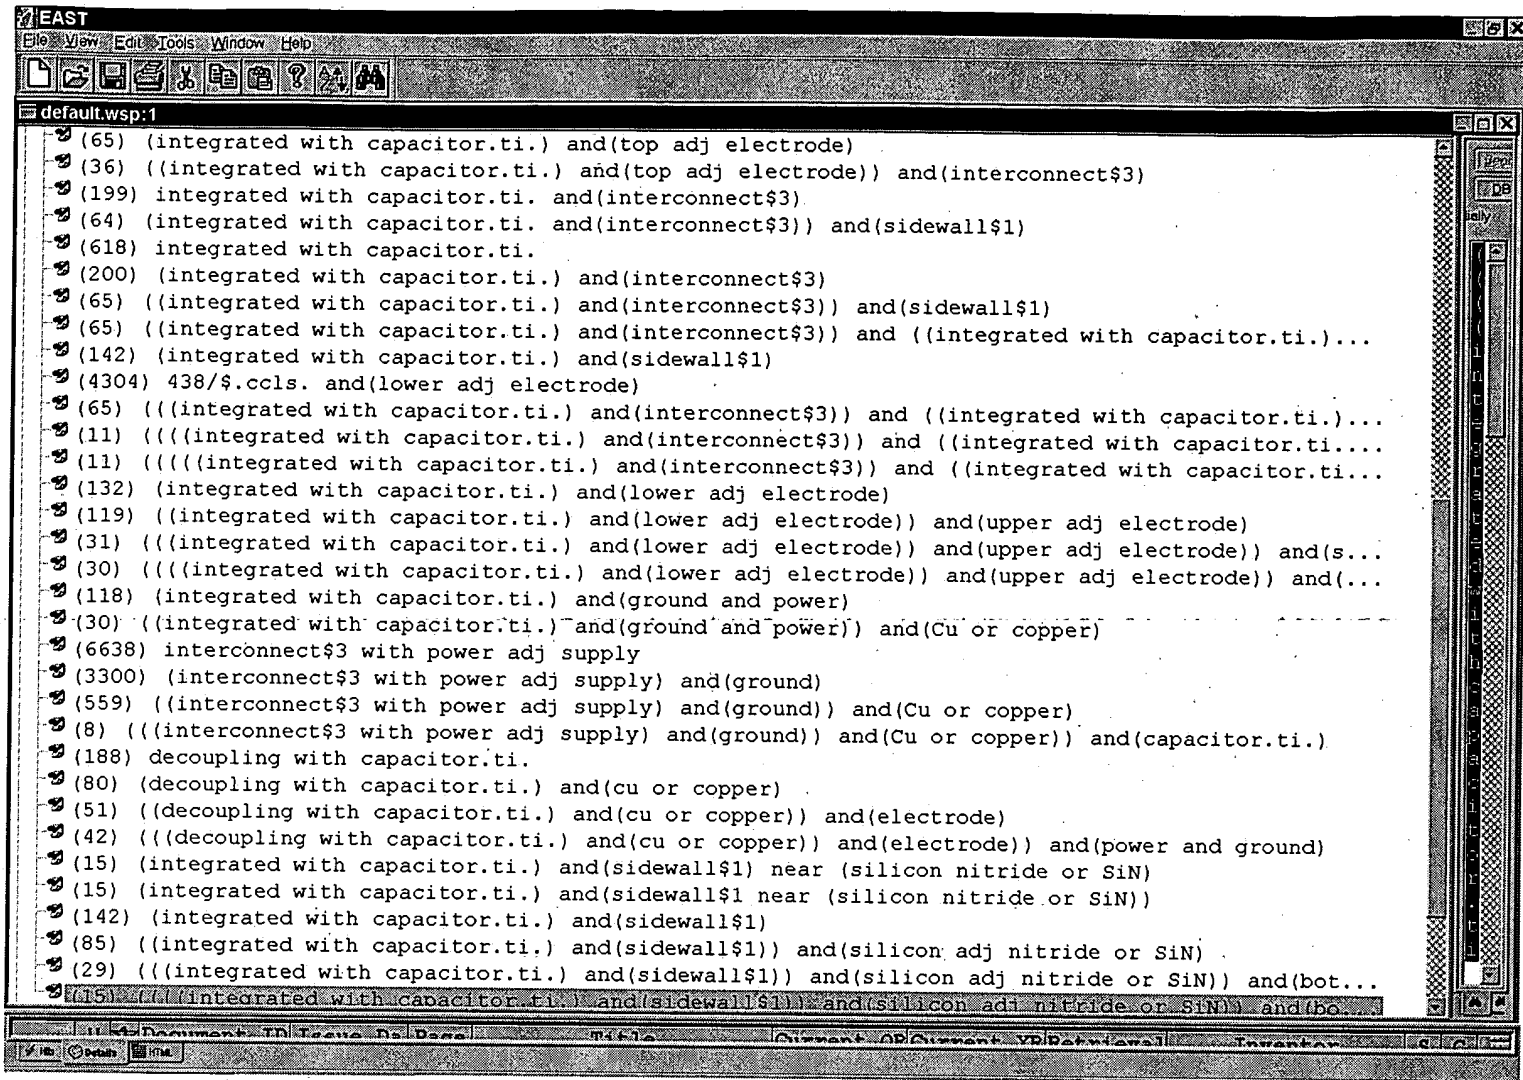 EAST
File View Edit Tools Window Help
default.wsp:1
(65) (integrated with capacitor.ti.) and(top adj electrode)
(36) ((integrated with capacitor.ti.) and(top adj electrode)) and(interconnect$3)
(199) integrated with capacitor.ti. and(interconnect$3)
(64) (integrated with capacitor.ti. and(interconnect$3)) and(sidewall$1)
(618) integrated with capacitor.ti.
(200) (integrated with capacitor.ti.) and(interconnect$3)
(65) ((integrated with capacitor.ti.) and(interconnect$3)) and(sidewall$1)
(65) ((integrated with capacitor.ti.) and(interconnect$3)) and ((integrated with capacitor.ti.)...
(142) (integrated with capacitor.ti.) and(sidewall$1)
(4304) 438/$.ccls. and(lower adj electrode)
(65) (((integrated with capacitor.ti.) and(interconnect$3)) and ((integrated with capacitor.ti.)...
(11) ((((integrated with capacitor.ti.) and(interconnect$3)) and ((integrated with capacitor.ti....
(11) (((((integrated with capacitor.ti.) and(interconnect$3)) and ((integrated with capacitor.ti...
(132) (integrated with capacitor.ti.) and(lower adj electrode)
(119) ((integrated with capacitor.ti.) and(lower adj electrode)) and(upper adj electrode)
(31) (((integrated with capacitor.ti.) and(lower adj electrode)) and(upper adj electrode)) and(s...
(30) ((((integrated with capacitor.ti.) and(lower adj electrode)) and(upper adj electrode)) and(...
(118) (integrated with capacitor.ti.) and(ground and power)
(30) ((integrated with capacitor.ti.) and(ground and power)) and(Cu or copper)
(6638) interconnect$3 with power adj supply
(3300) (interconnect$3 with power adj supply) and(ground)
(559) ((interconnect$3 with power adj supply) and(ground)) and(Cu or copper)
(8) (((interconnect$3 with power adj supply) and(ground)) and(Cu or copper)) and(capacitor.ti.)
(188) decoupling with capacitor.ti.
(80) (decoupling with capacitor.ti.) and(cu or copper)
(51) ((decoupling with capacitor.ti.) and(cu or copper)) and(electrode)
(42) (((decoupling with capacitor.ti.) and(cu or copper)) and(electrode)) and(power and ground)
(15) (integrated with capacitor.ti.) and(sidewall$1) near (silicon nitride or SiN)
(15) (integrated with capacitor.ti.) and(sidewall$1 near (silicon nitride or SiN))
(142) (integrated with capacitor.ti.) and(sidewall$1)
(85) ((integrated with capacitor.ti.) and(sidewall$1)) and(silicon adj nitride or SiN)
(29) (((integrated with capacitor.ti.) and(sidewall$1)) and(silicon adj nitride or SiN)) and(bot...
(15) ((((integrated with capacitor.ti.) and(sidewall$1)) and(silicon adj nitride or SiN)) and(bo...
U Document ID Issue Da Page Title Current OR Current XR Retrieval Inventor S C
Details HTML